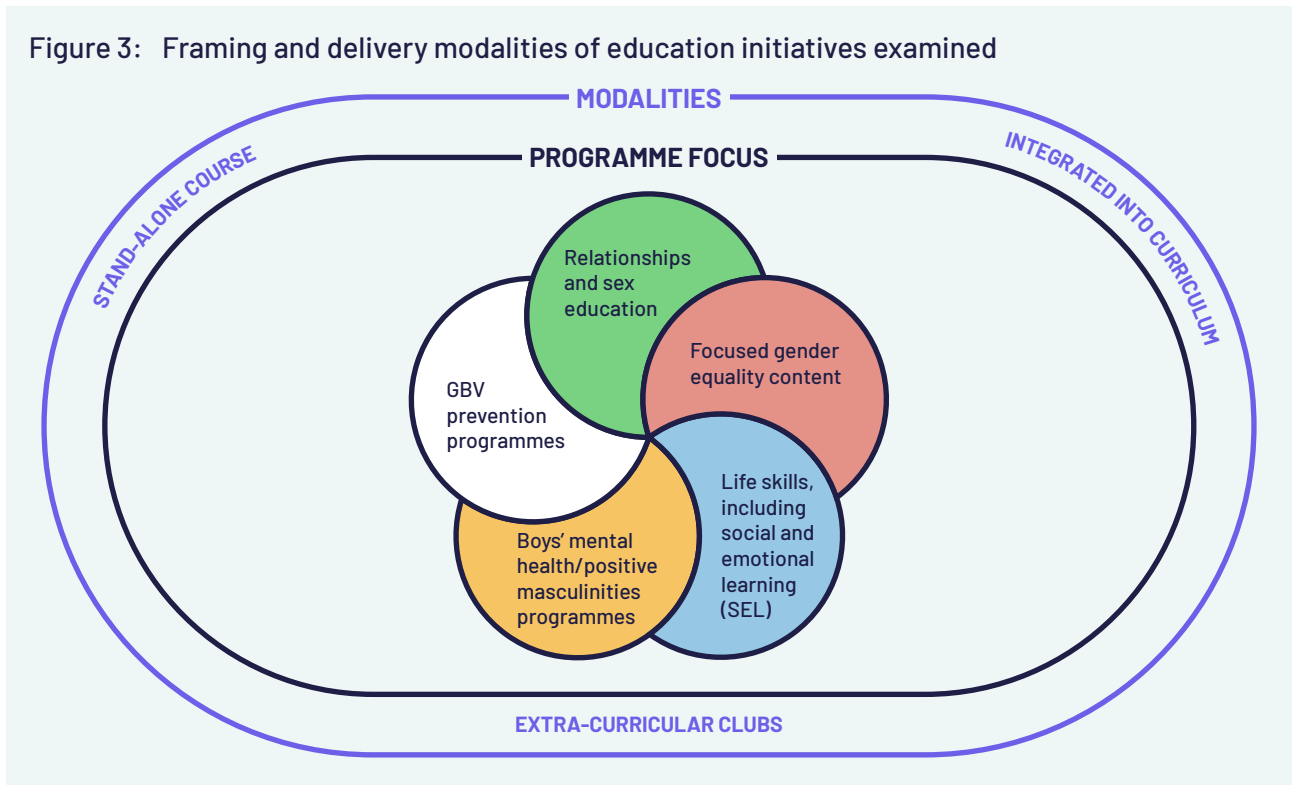 Figure 3: Framing and delivery modalities of education initiatives examined
MODALITIES
PROGRAMME FOCUS
STAND-ALONE COURSE
INTEGRATED INTO CURRICULUM
Relationships
and sex
education
Focused gender
equality content
GBV
prevention
programmes
Life skills,
including
social and
emotional
learning
(SEL)
Boys’ mental
health/positive
masculinities
programmes
EXTRA-CURRICULAR CLUBS